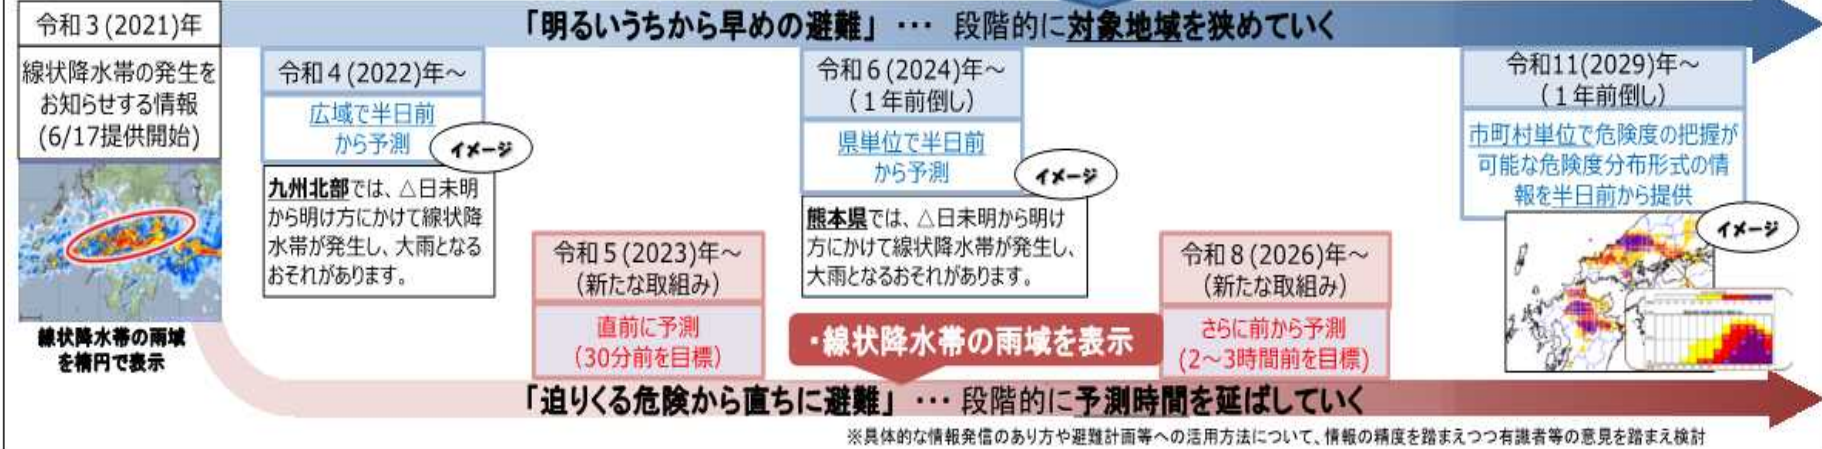 令和３(2021)年
「明るいうちから早めの避難」 ･･･ 段階的に対象地域を狭めていく
線状降水帯の発生を
お知らせする情報
(6/17提供開始)
線状降水帯の雨域
を楕円で表示
令和４(2022)年～
広域で半日前
から予測
イメージ
九州北部では、△日未明
から明け方にかけて線状降
水帯が発生し、大雨となる
おそれがあります。
令和５(2023)年～
（新たな取組み）
直前に予測
（30分前を目標）
令和６(2024)年～
（１年前倒し）
県単位で半日前
から予測
イメージ
熊本県では、△日未明から明け
方にかけて線状降水帯が発生し、
大雨となるおそれがあります。
・線状降水帯の雨域を表示
令和８(2026)年～
（新たな取組み）
さらに前から予測
（2～3時間前を目標）
令和11(2029)年～
（１年前倒し）
市町村単位で危険度の把握が
可能な危険度分布形式の情
報を半日前から提供
イメージ
「迫りくる危険から直ちに避難」 ･･･ 段階的に予測時間を延ばしていく
※具体的な情報発信のあり方や避難計画等への活用方法について、情報の精度を踏まえつつ有識者等の意見を踏まえ検討